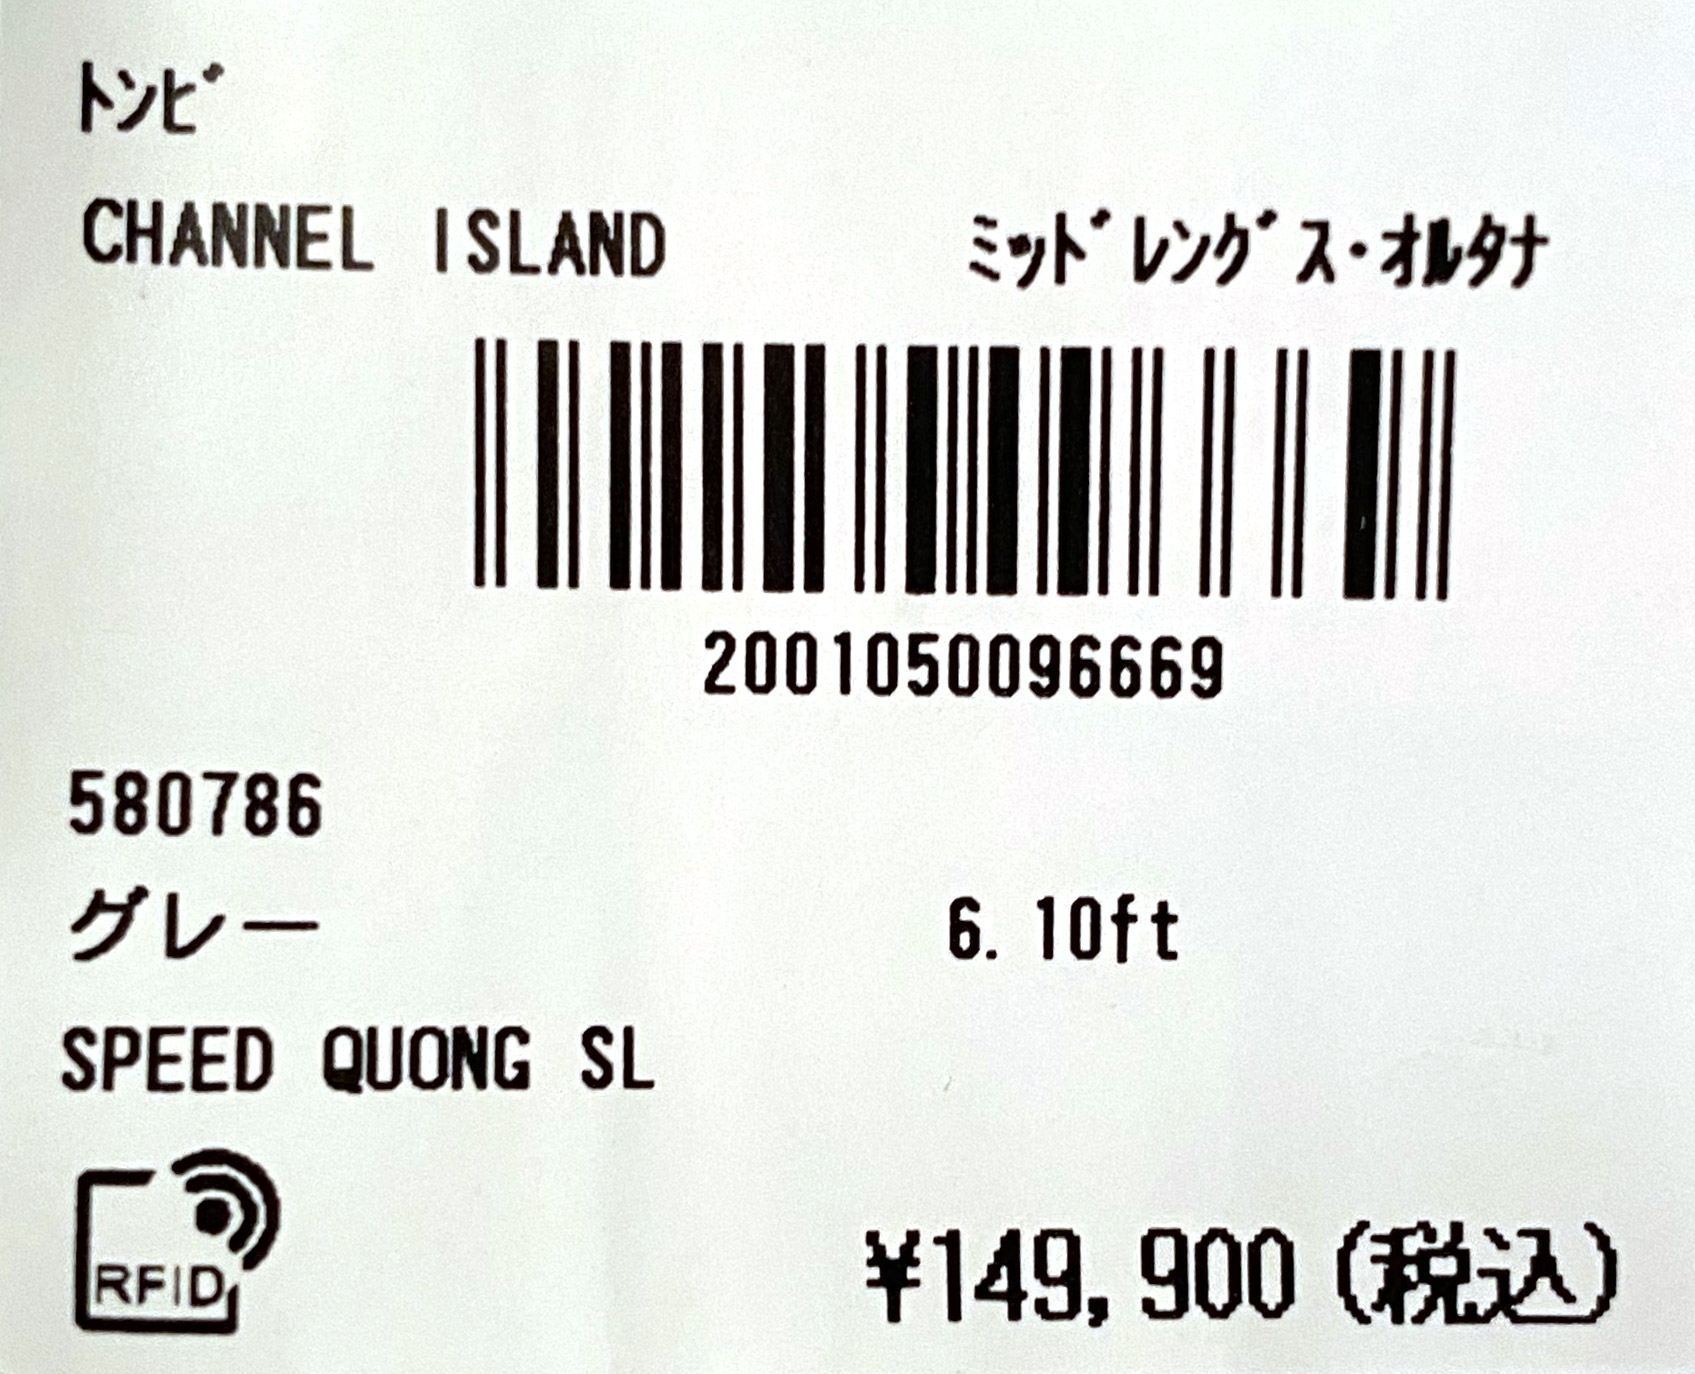 ﾄﾝﾋﾞ
CHANNEL ISLAND ﾐｯﾄﾞﾚﾝｸﾞｽ・ｵﾙﾀﾅ
2001050096669
580786
グレー 6.10ft
SPEED QUONG SL
RFID
¥149,900(税込)